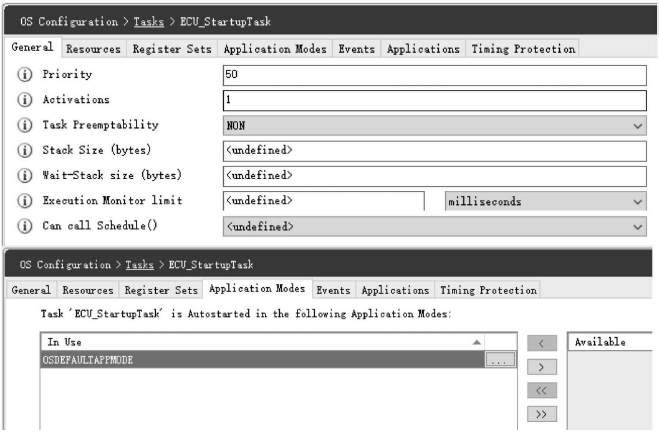 OS Configuration > Tasks > ECU_StartupTask
General Resources Register Sets Application Modes Events Applications Timing Protection
Priority 50
Activations 1
Task Preemptability NON
Stack Size (bytes) <undefined>
Wait-Stack size (bytes) <undefined>
Execution Monitor limit <undefined> milliseconds
Can call Schedule() <undefined>
OS Configuration > Tasks > ECU_StartupTask
General Resources Register Sets Application Modes Events Applications Timing Protection
Task 'ECU_StartupTask' is Autostarted in the following Application Modes:
In Use < Available
OSDEFAULTAPPMODE ... >
<<
>>